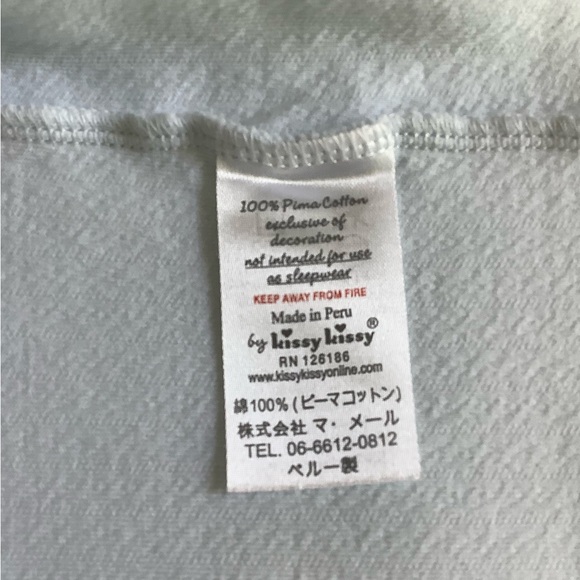 100% Pima Cotton
exclusive of
decoration
not intended for use
as sleepwear
KEEP AWAY FROM FIRE
Made in Peru
by kissy kissy®
RN 126186
www.kissykissyonline.com
綿100% (ピーマコットン)
株式会社 マ・メール
TEL. 06-6612-0812
ペルー製